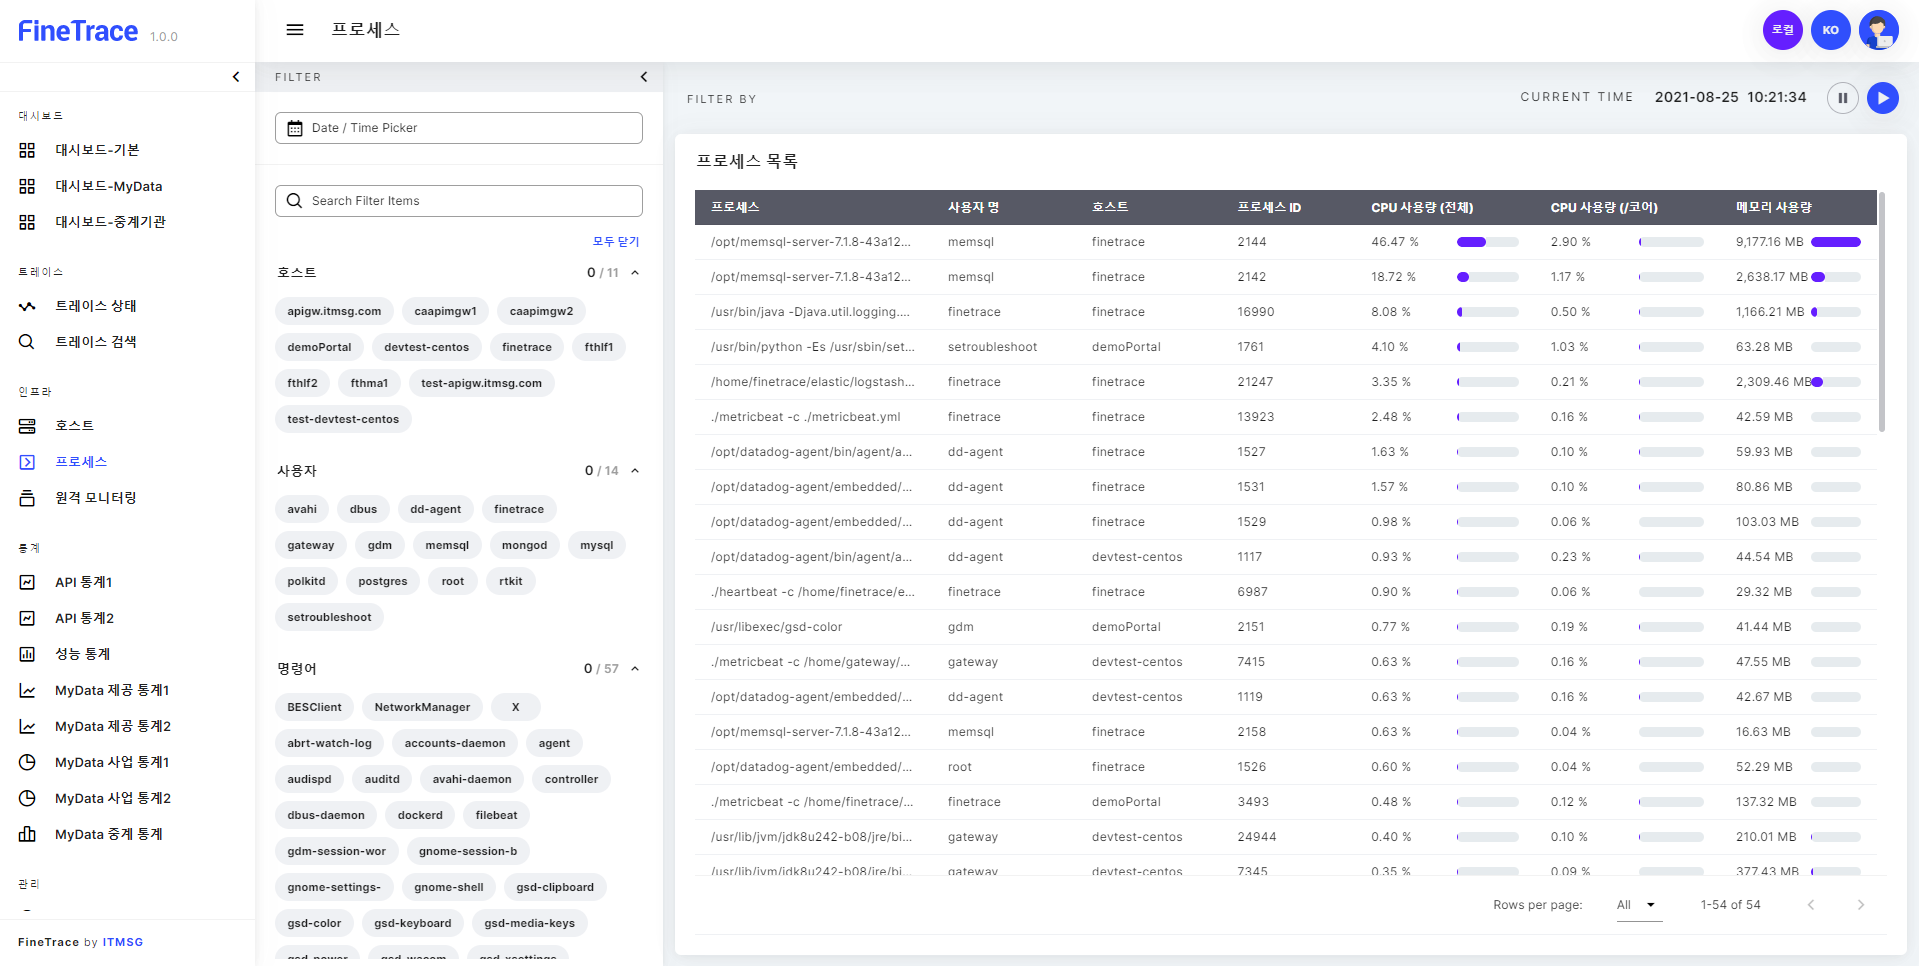 FineTrace 1.0.0
프로세스
로컬
KO
대시보드
대시보드-기본
대시보드-MyData
대시보드-중계기관
트레이스
트레이스 상태
트레이스 검색
인프라
호스트
프로세스
원격 모니터링
통계
API 통계1
API 통계2
성능 통계
MyData 제공 통계1
MyData 제공 통계2
MyData 사업 통계1
MyData 사업 통계2
MyData 중계 통계
관리
FineTrace by ITMSG
FILTER
Date / Time Picker
Search Filter Items
모두 닫기
호스트 0 / 11
apigw.itmsg.com caapimgw1 caapimgw2
demoPortal devtest-centos finetrace fthlf1
fthlf2 fthma1 test-apigw.itmsg.com
test-devtest-centos
사용자 0 / 14
avahi dbus dd-agent finetrace
gateway gdm memsql mongod mysql
polkitd postgres root rtkit
setroubleshoot
명령어 0 / 57
BESClient NetworkManager X
abrt-watch-log accounts-daemon agent
audispd auditd avahi-daemon controller
dbus-daemon dockerd filebeat
gdm-session-wor gnome-session-b
gnome-settings- gnome-shell gsd-clipboard
gsd-color gsd-keyboard gsd-media-keys
gsd-power gsd-wacom gsd-xsettings
FILTER BY
CURRENT TIME 2021-08-25 10:21:34
프로세스 목록
프로세스 사용자 명 호스트 프로세스 ID CPU 사용량 (전체) CPU 사용량 (/코어) 메모리 사용량
/opt/memsql-server-7.1.8-43a12... memsql finetrace 2144 46.47 % 2.90 % 9,177.16 MB
/opt/memsql-server-7.1.8-43a12... memsql finetrace 2142 18.72 % 1.17 % 2,638.17 MB
/usr/bin/java -Djava.util.logging.... finetrace finetrace 16990 8.08 % 0.50 % 1,166.21 MB
/usr/bin/python -Es /usr/sbin/set... setroubleshoot demoPortal 1761 4.10 % 1.03 % 63.28 MB
/home/finetrace/elastic/logstash... finetrace finetrace 21247 3.35 % 0.21 % 2,309.46 MB
./metricbeat -c ./metricbeat.yml finetrace finetrace 13923 2.48 % 0.16 % 42.59 MB
/opt/datadog-agent/bin/agent/a... dd-agent finetrace 1527 1.63 % 0.10 % 59.93 MB
/opt/datadog-agent/embedded/... dd-agent finetrace 1531 1.57 % 0.10 % 80.86 MB
/opt/datadog-agent/embedded/... dd-agent finetrace 1529 0.98 % 0.06 % 103.03 MB
/opt/datadog-agent/bin/agent/a... dd-agent devtest-centos 1117 0.93 % 0.23 % 44.54 MB
./heartbeat -c /home/finetrace/e... finetrace finetrace 6987 0.90 % 0.06 % 29.32 MB
/usr/libexec/gsd-color gdm demoPortal 2151 0.77 % 0.19 % 41.44 MB
./metricbeat -c /home/gateway/... gateway devtest-centos 7415 0.63 % 0.16 % 47.55 MB
/opt/datadog-agent/embedded/... dd-agent devtest-centos 1119 0.63 % 0.16 % 42.67 MB
/opt/memsql-server-7.1.8-43a12... memsql finetrace 2158 0.63 % 0.04 % 16.63 MB
/opt/datadog-agent/embedded/... root finetrace 1526 0.60 % 0.04 % 52.29 MB
./metricbeat -c /home/finetrace/... finetrace demoPortal 3493 0.48 % 0.12 % 137.32 MB
/usr/lib/jvm/jdk8u242-b08/jre/bi... gateway devtest-centos 24944 0.40 % 0.10 % 210.01 MB
/usr/lib/jvm/jdk8u242-b08/jre/bi... gateway devtest-centos 7345 0.35 % 0.09 % 377.43 MB
Rows per page: All 1-54 of 54